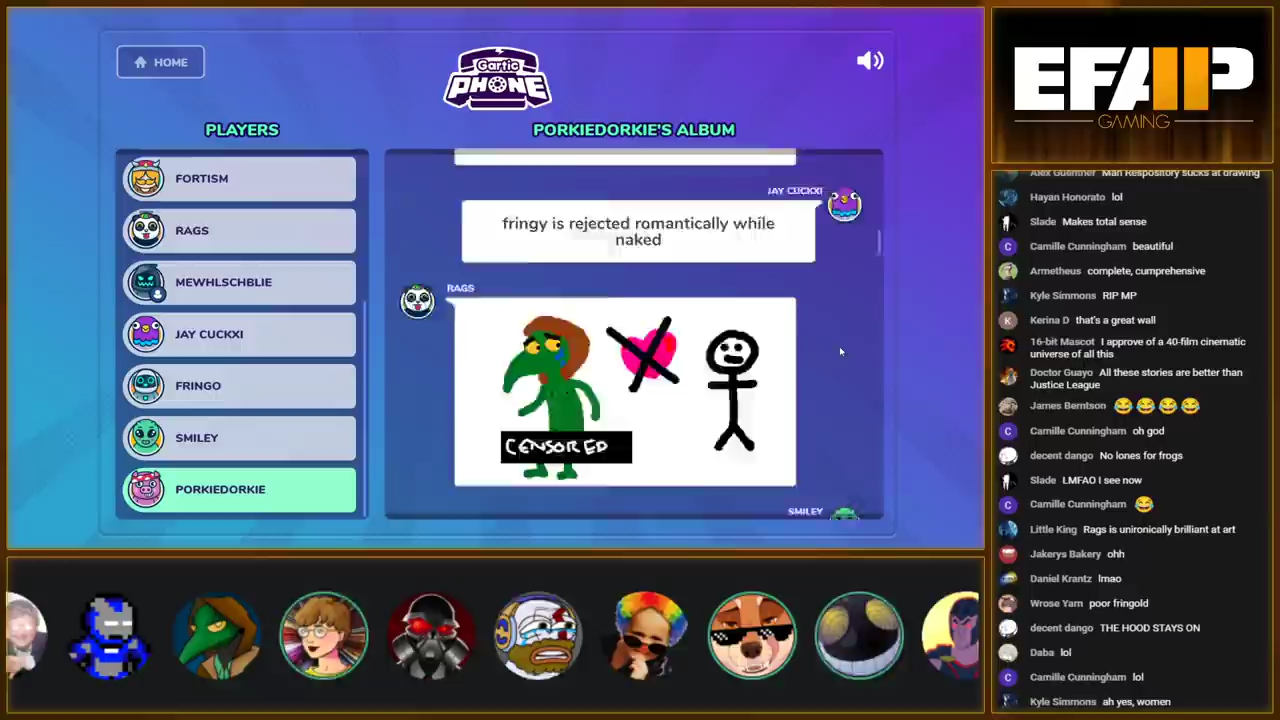 HOME
Gartic
PHONE
PLAYERS
FORTISM
RAGS
MEWHLSCHBLIE
JAY CUCKXI
FRINGO
SMILEY
PORKIEDORKIE
PORKIEDORKIE'S ALBUM
JAY CUCKXI
fringy is rejected romantically while
naked
RAGS
CENSORED
SMILEY
EFAP
GAMING
Alex Guenther Man Respository sucks at drawing
Hayan Honorato lol
Slade Makes total sense
Camille Cunningham beautiful
Armetheus complete, cumprehensive
Kyle Simmons RIP MP
Kerina D that's a great wall
16-bit Mascot I approve of a 40-film cinematic
universe of all this
Doctor Guayo All these stories are better than
Justice League
James Berntson 😂😂😂😂
Camille Cunningham oh god
decent dango No lones for frogs
Slade LMFAO I see now
Camille Cunningham 😂
Little King Rags is unironically brilliant at art
Jakerys Bakery ohh
Daniel Krantz lmao
Wrose Yarn poor fringold
decent dango THE HOOD STAYS ON
Daba lol
Camille Cunningham lol
Kyle Simmons ah yes, women